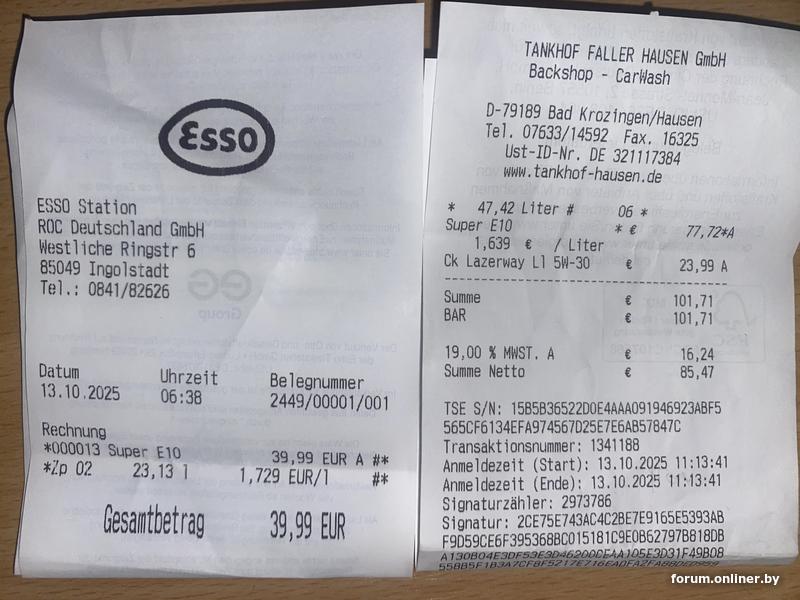 Esso
ESSO Station
ROC Deutschland GmbH
Westliche Ringstr 6
85049 Ingolstadt
Tel.: 0841/82626
Datum Uhrzeit Belegnummer
13.10.2025 06:38 2449/00001/001
Rechnung
*000013 Super E10 39,99 EUR A #*
*Zp 02 23,13 l 1,729 EUR/l #*
Gesamtbetrag 39,99 EUR
TANKHOF FALLER HAUSEN GmbH
Backshop - CarWash
D-79189 Bad Krozingen/Hausen
Tel. 07633/14592 Fax. 16325
Ust-ID-Nr. DE 321117384
www.tankhof-hausen.de
* 47,42 Liter # 06 *
Super E10 * € 77,72*A
1,639 € / Liter
Ck Lazerway Ll 5W-30 € 23,99 A
Summe € 101,71
BAR € 101,71
19,00 % MWST. A € 16,24
Summe Netto € 85,47
TSE S/N: 15B5B36522D0E4AAA091946923ABF5
565CF6134EFA974567D25E7E6AB57847C
Transaktionsnummer: 1341188
Anmeldezeit (Start): 13.10.2025 11:13:41
Anmeldezeit (Ende): 13.10.2025 11:13:41
Signaturzähler: 2973786
Signatur: 2CE75E743AC4C2BE7E9165E5393AB
F9D59CE6F395368BC015181C9E0B62797B818DB
A130B04E3DF53E3D46200CEAA105E3D31F49B08
forum.onliner.by